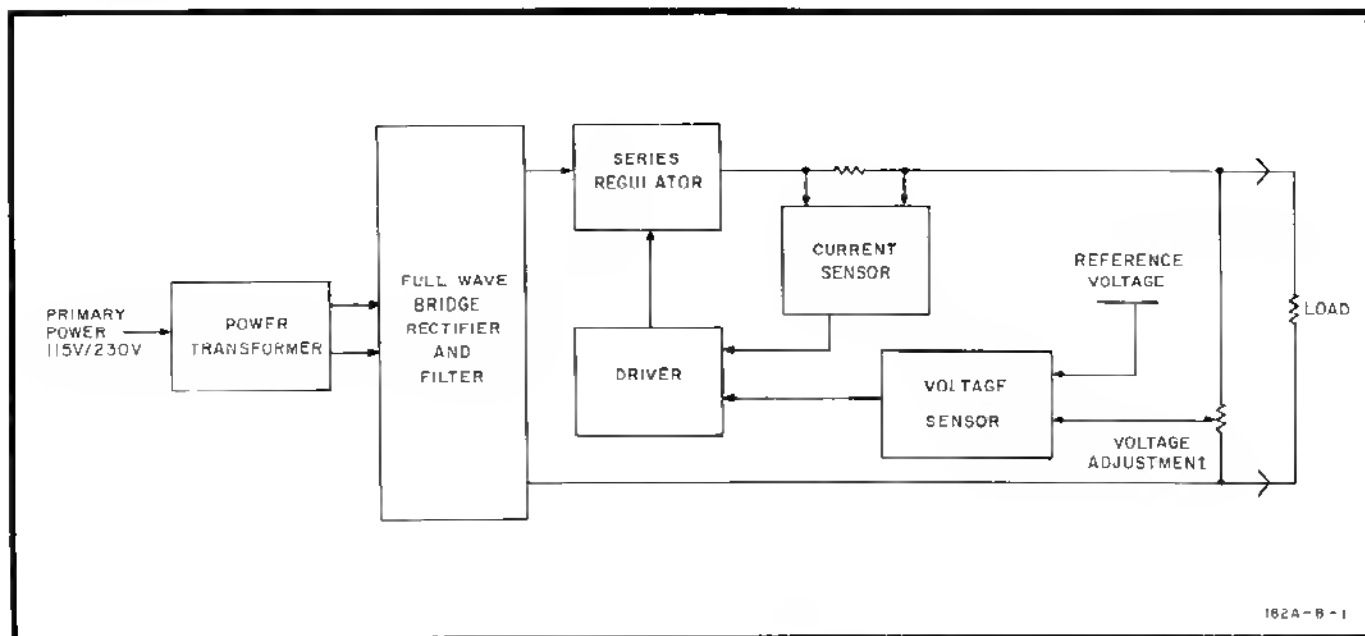 PRIMARY
POWER
115V/230V
POWER
TRANSFORMER
FULL WAVE
BRIDGE
RECTIFIER
AND
FILTER
SERIES
REGULATOR
CURRENT
SENSOR
DRIVER
VOLTAGE
SENSOR
REFERENCE
VOLTAGE
LOAD
VOLTAGE
ADJUSTMENT
182A-B-1